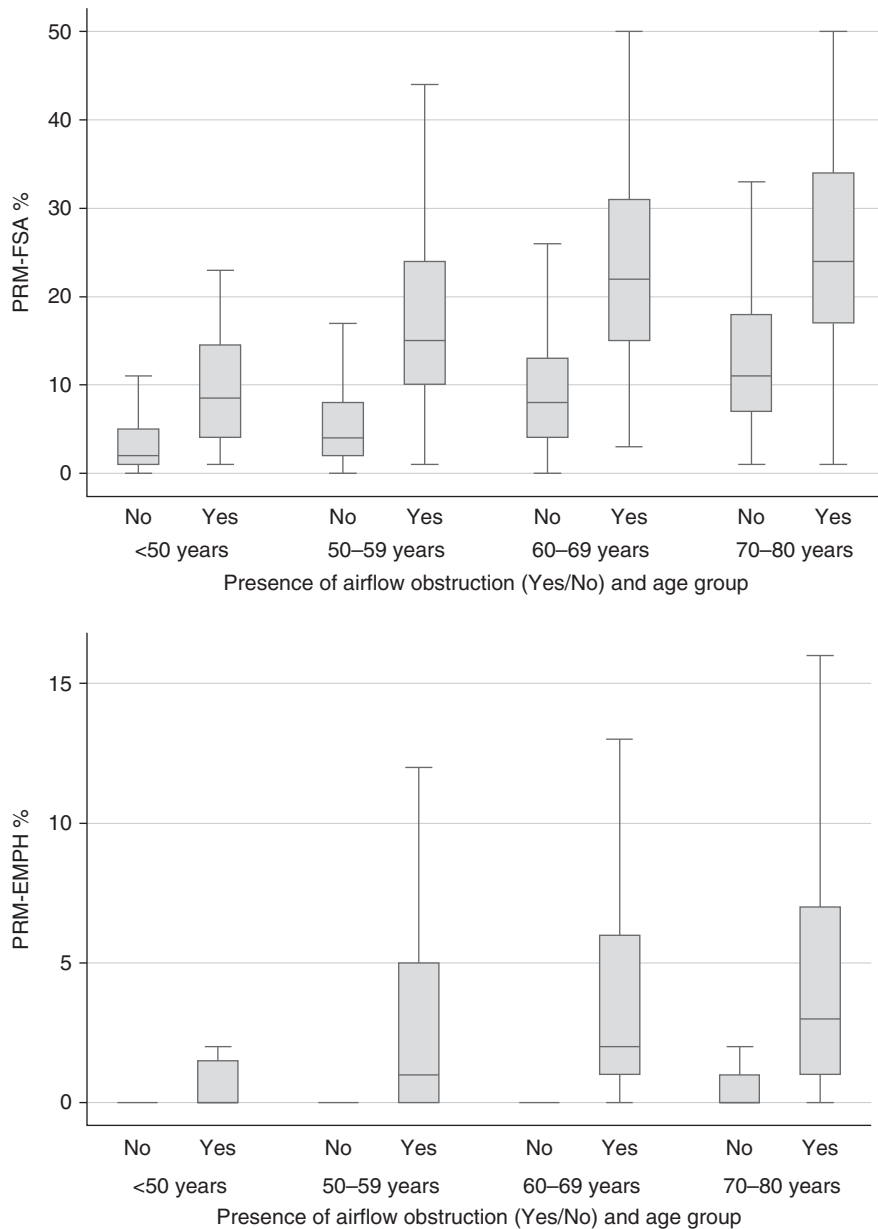 50
40
30
20
10
0
PRM-FSA %
No Yes No Yes No Yes No Yes
<50 years 50–59 years 60–69 years 70–80 years
Presence of airflow obstruction (Yes/No) and age group
15
10
5
0
PRM-EMPH %
No Yes No Yes No Yes No Yes
<50 years 50–59 years 60–69 years 70–80 years
Presence of airflow obstruction (Yes/No) and age group